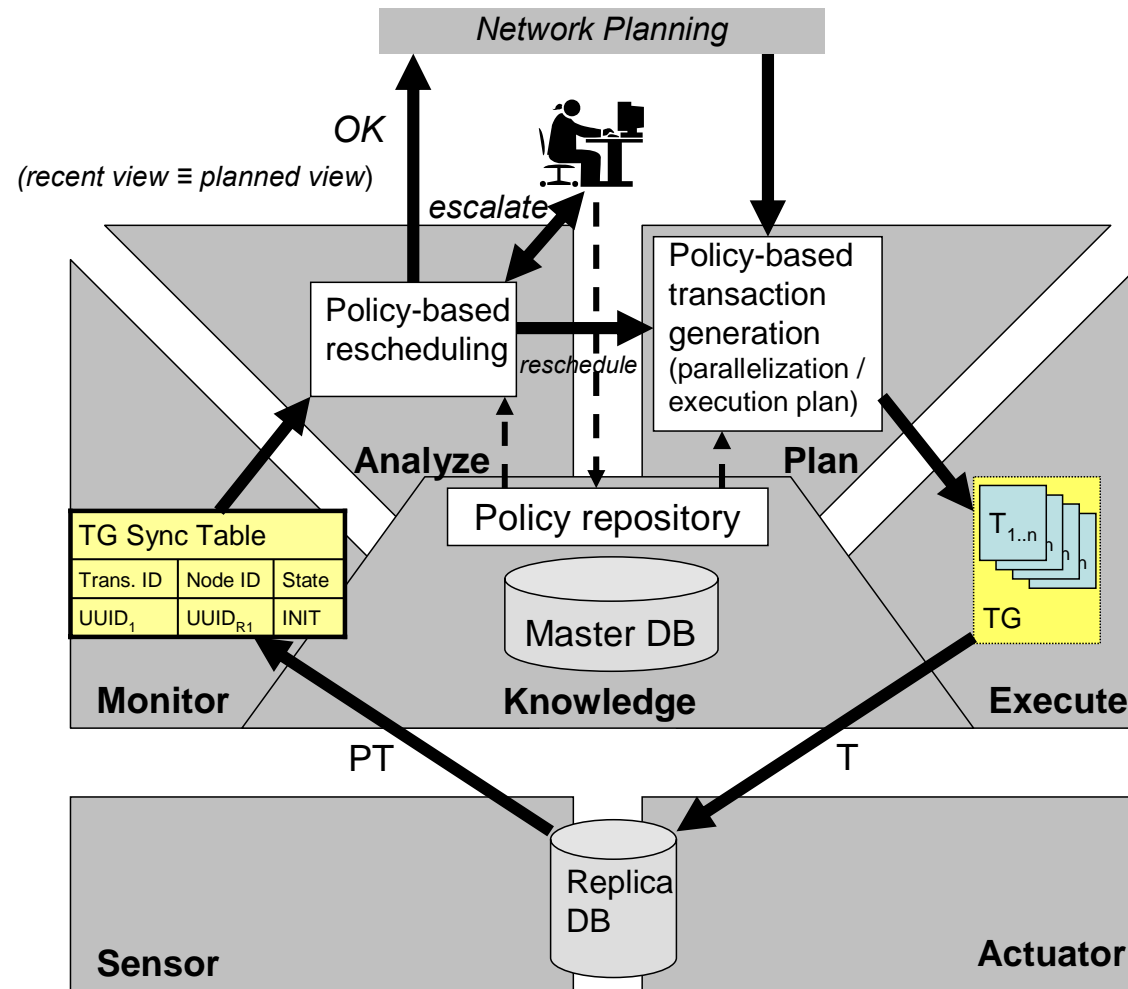 Network Planning
OK
(recent view ≡ planned view)
escalate
Policy-based
rescheduling
reschedule
Policy-based
transaction
generation
(parallelization /
execution plan)
Analyze
Plan
Policy repository
TG Sync Table
Trans. ID Node ID State
UUID1 UUIDR1 INIT
Master DB
T1..n
n
n
n
TG
Monitor
Knowledge
Execute
PT
T
Replica
DB
Sensor
Actuator